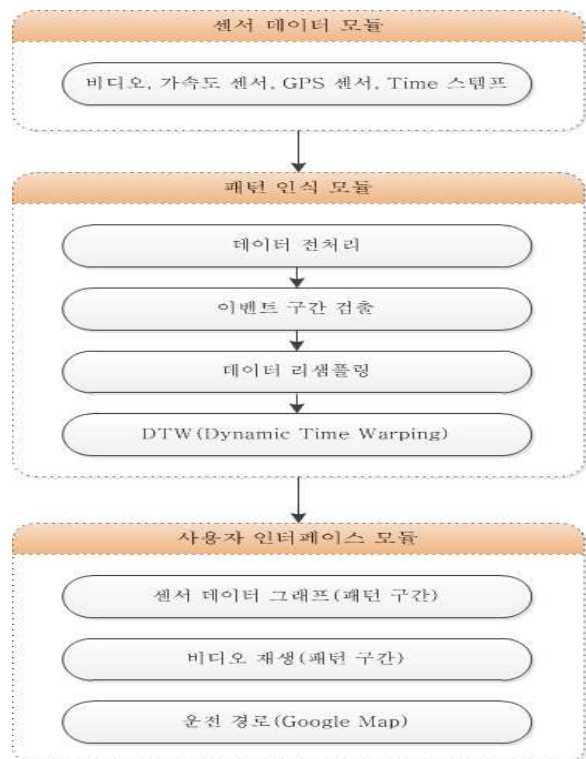 센서 데이터 모듈
비디오, 가속도 센서, GPS 센서, Time 스템프
패턴 인식 모듈
데이터 전처리
이벤트 구간 검출
데이터 리샘플링
DTW(Dynamic Time Warping)
사용자 인터페이스 모듈
센서 데이터 그래프(패턴 구간)
비디오 재생(패턴 구간)
운전 경로(Google Map)